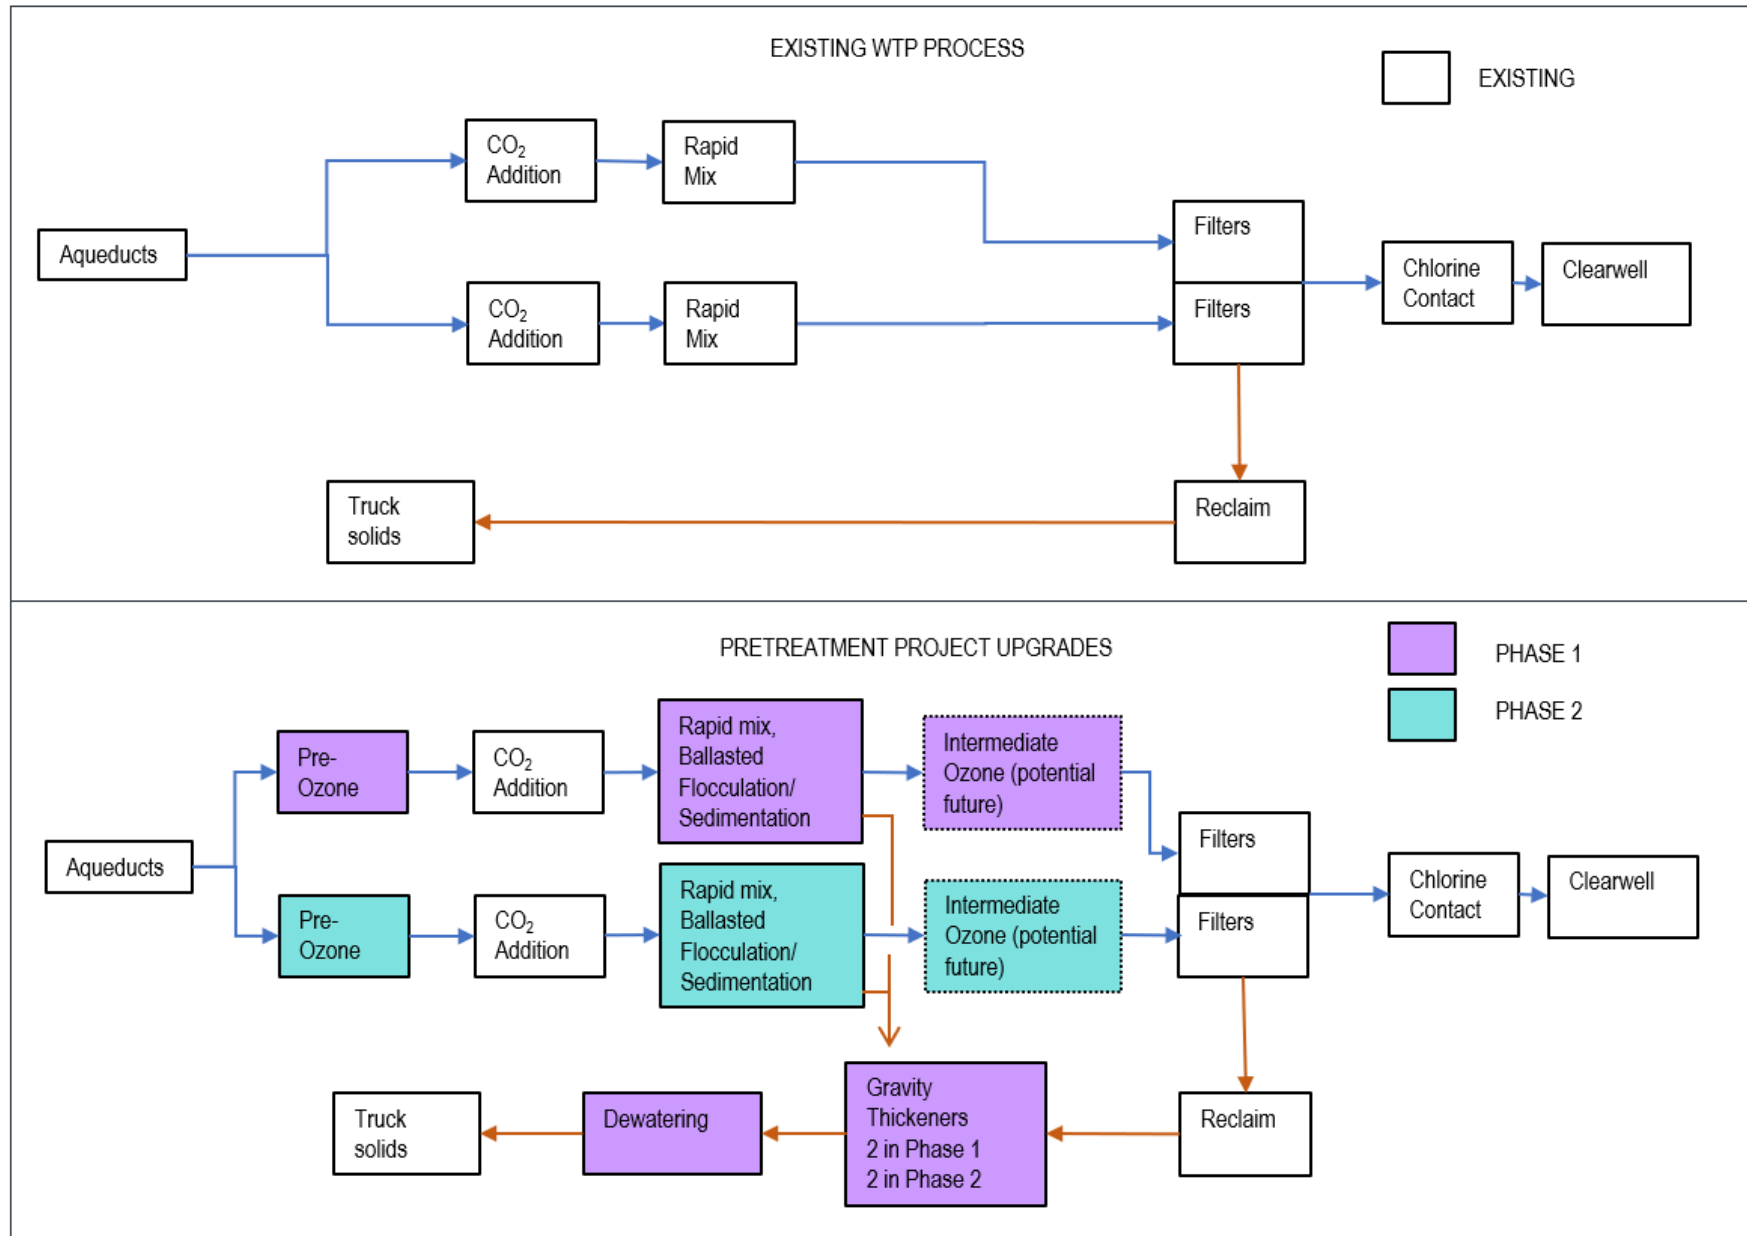 EXISTING WTP PROCESS
EXISTING
Aqueducts
CO₂
Addition
Rapid
Mix
CO₂
Addition
Rapid
Mix
Filters
Filters
Chlorine
Contact
Clearwell
Truck
solids
Reclaim
PRETREATMENT PROJECT UPGRADES
PHASE 1
PHASE 2
Aqueducts
Pre-
Ozone
CO₂
Addition
Rapid mix,
Ballasted
Flocculation/
Sedimentation
Intermediate
Ozone (potential
future)
Pre-
Ozone
CO₂
Addition
Rapid mix,
Ballasted
Flocculation/
Sedimentation
Intermediate
Ozone (potential
future)
Filters
Filters
Chlorine
Contact
Clearwell
Truck
solids
Dewatering
Gravity
Thickeners
2 in Phase 1
2 in Phase 2
Reclaim